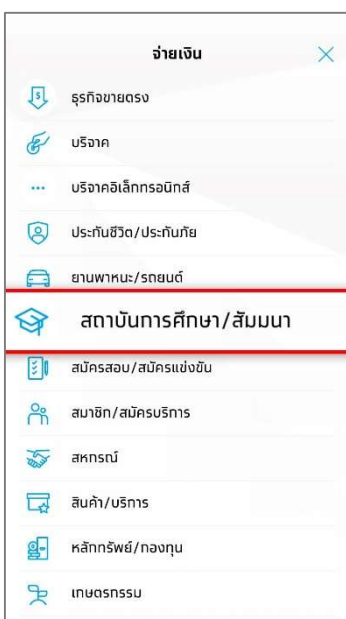 จ่ายเงิน
ธุรกิจขายตรง
บริจาค
บริจาคอิเล็กทรอนิกส์
ประกันชีวิต/ประกันภัย
ยานพาหนะ/รถยนต์
สถาบันการศึกษา/สัมมนา
สมัครสอบ/สมัครแข่งขัน
สมาชิก/สมัครบริการ
สหกรณ์
สินค้า/บริการ
หลักทรัพย์/กองทุน
เกษตรกรรม